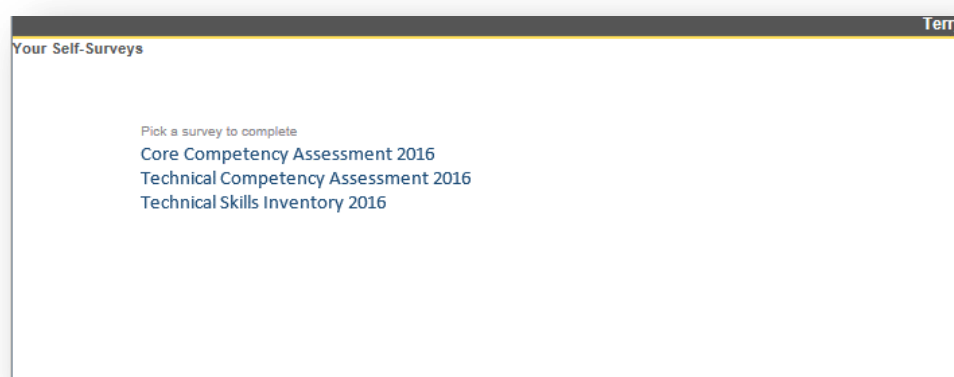 Your Self-Surveys
Pick a survey to complete
Core Competency Assessment 2016
Technical Competency Assessment 2016
Technical Skills Inventory 2016